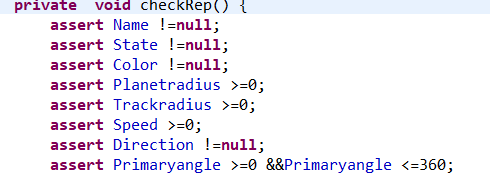 private  void checkRep() {
    assert Name !=null;
    assert State !=null;
    assert Color !=null;
    assert Planetradius >=0;
    assert Trackradius >=0;
    assert Speed >=0;
    assert Direction !=null;
    assert Primaryangle >=0 &&Primaryangle <=360;